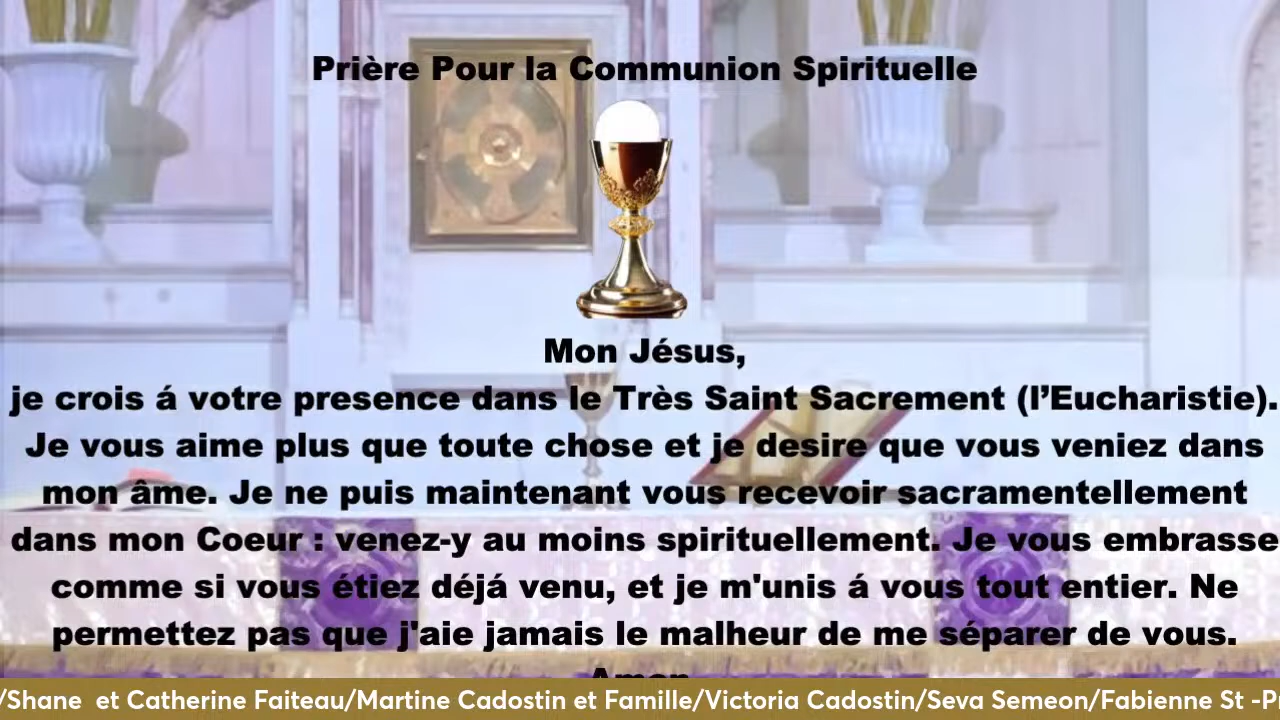 Prière Pour la Communion Spirituelle
Mon Jésus,
je crois á votre presence dans le Très Saint Sacrement (l’Eucharistie).
Je vous aime plus que toute chose et je desire que vous veniez dans
mon âme. Je ne puis maintenant vous recevoir sacramentellement
dans mon Coeur : venez-y au moins spirituellement. Je vous embrasse
comme si vous étiez déjá venu, et je m'unis á vous tout entier. Ne
permettez pas que j'aie jamais le malheur de me séparer de vous.
Amen
/Shane et Catherine Faiteau/Martine Cadostin et Famille/Victoria Cadostin/Seva Semeon/Fabienne St